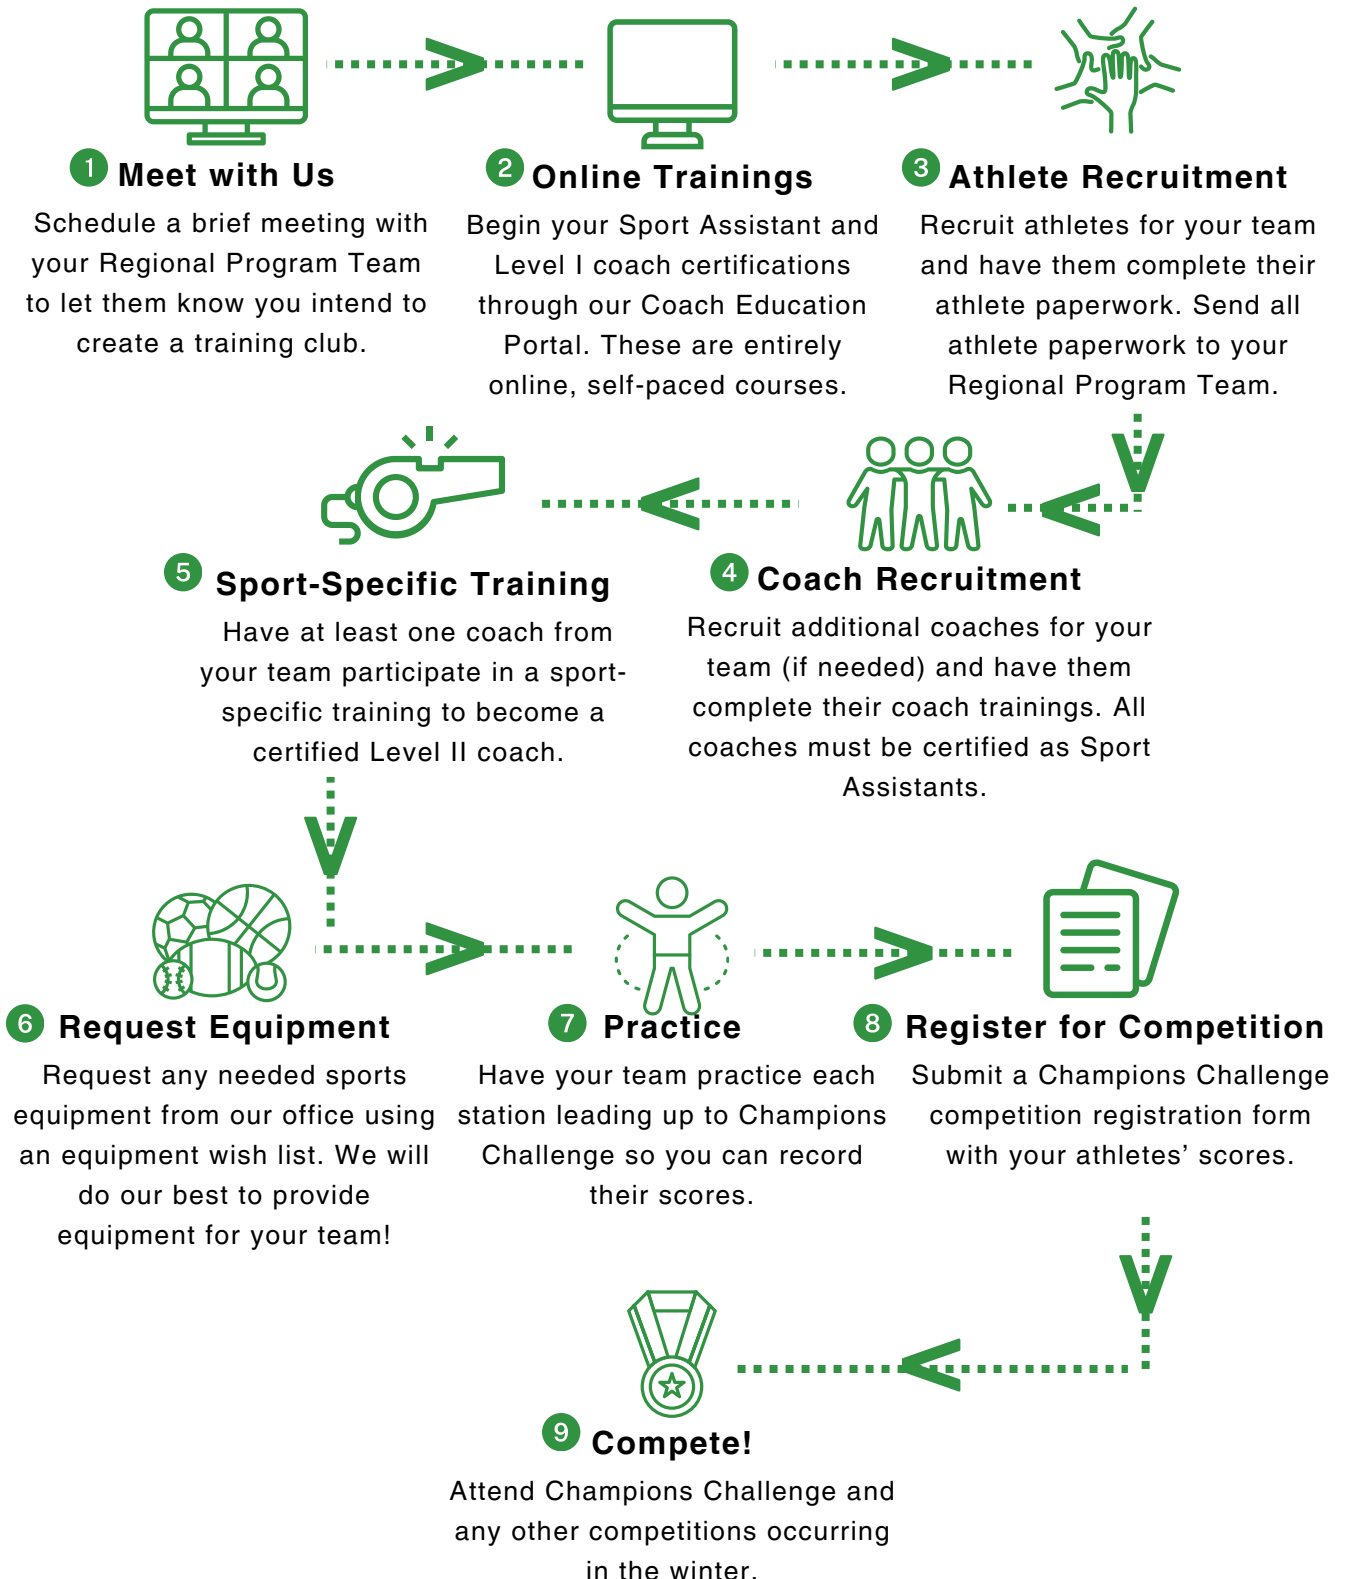 1 Meet with Us
Schedule a brief meeting with
your Regional Program Team
to let them know you intend to
create a training club.
2 Online Trainings
Begin your Sport Assistant and
Level I coach certifications
through our Coach Education
Portal. These are entirely
online, self-paced courses.
3 Athlete Recruitment
Recruit athletes for your team
and have them complete their
athlete paperwork. Send all
athlete paperwork to your
Regional Program Team.
4 Coach Recruitment
Recruit additional coaches for your
team (if needed) and have them
complete their coach trainings. All
coaches must be certified as Sport
Assistants.
5 Sport-Specific Training
Have at least one coach from
your team participate in a sport-
specific training to become a
certified Level II coach.
6 Request Equipment
Request any needed sports
equipment from our office using
an equipment wish list. We will
do our best to provide
equipment for your team!
7 Practice
Have your team practice each
station leading up to Champions
Challenge so you can record
their scores.
8 Register for Competition
Submit a Champions Challenge
competition registration form
with your athletes’ scores.
9 Compete!
Attend Champions Challenge and
any other competitions occurring
in the winter.